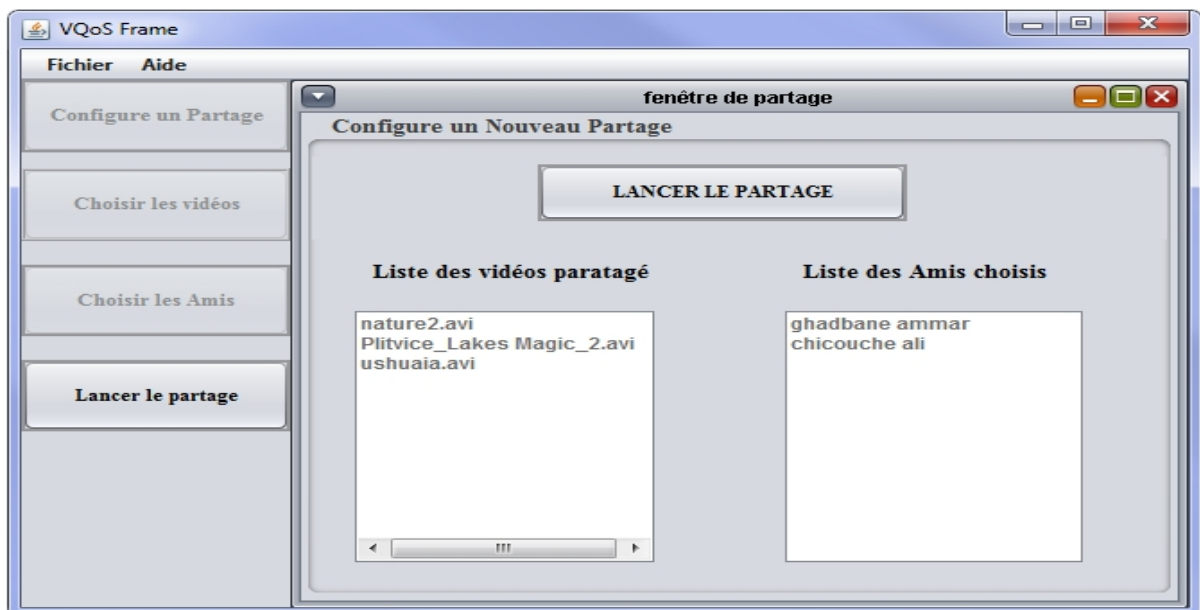 VQoS Frame
Fichier Aide
Configure un Partage
Choisir les vidéos
Choisir les Amis
Lancer le partage
fenêtre de partage
Configure un Nouveau Partage
LANCER LE PARTAGE
Liste des vidéos paratagé
nature2.avi
Plitvice_Lakes Magic_2.avi
ushuaia.avi
Liste des Amis choisis
ghadbane ammar
chicouche ali